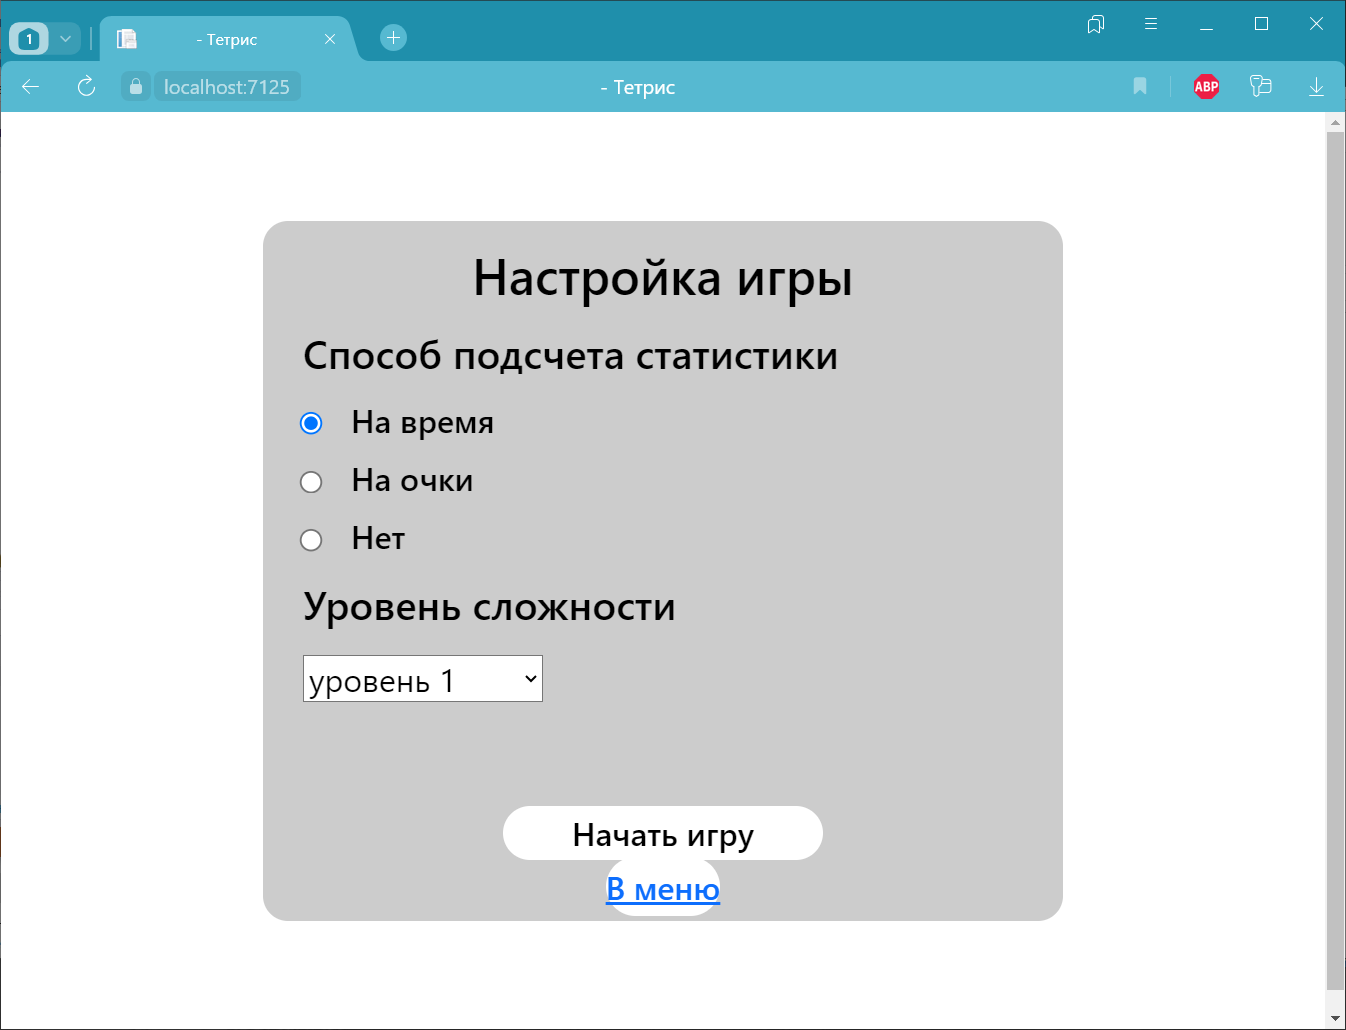 1
- Тетрис
localhost:7125
- Тетрис
ABP
Настройка игры
Способ подсчета статистики
На время
На очки
Нет
Уровень сложности
уровень 1
Начать игру
В меню